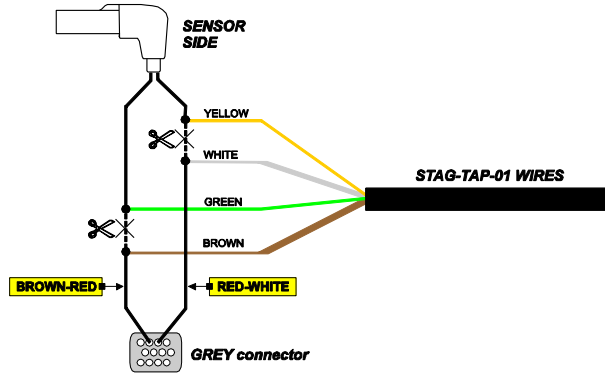 SENSOR
SIDE
YELLOW
WHITE
STAG-TAP-01 WIRES
GREEN
BROWN
BROWN-RED
RED-WHITE
GREY connector